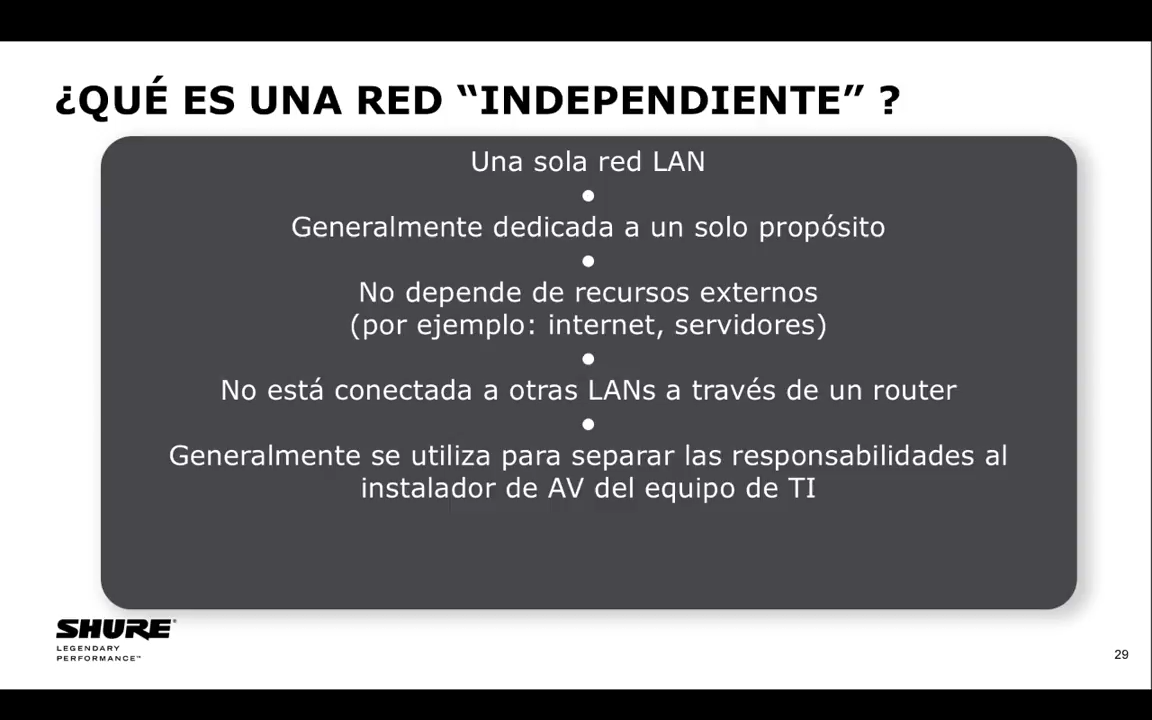 ¿QUÉ ES UNA RED “INDEPENDIENTE” ?
Una sola red LAN
●
Generalmente dedicada a un solo propósito
●
No depende de recursos externos
(por ejemplo: internet, servidores)
●
No está conectada a otras LANs a través de un router
●
Generalmente se utiliza para separar las responsabilidades al
instalador de AV del equipo de TI
SHURE®
LEGENDARY
PERFORMANCE™
29